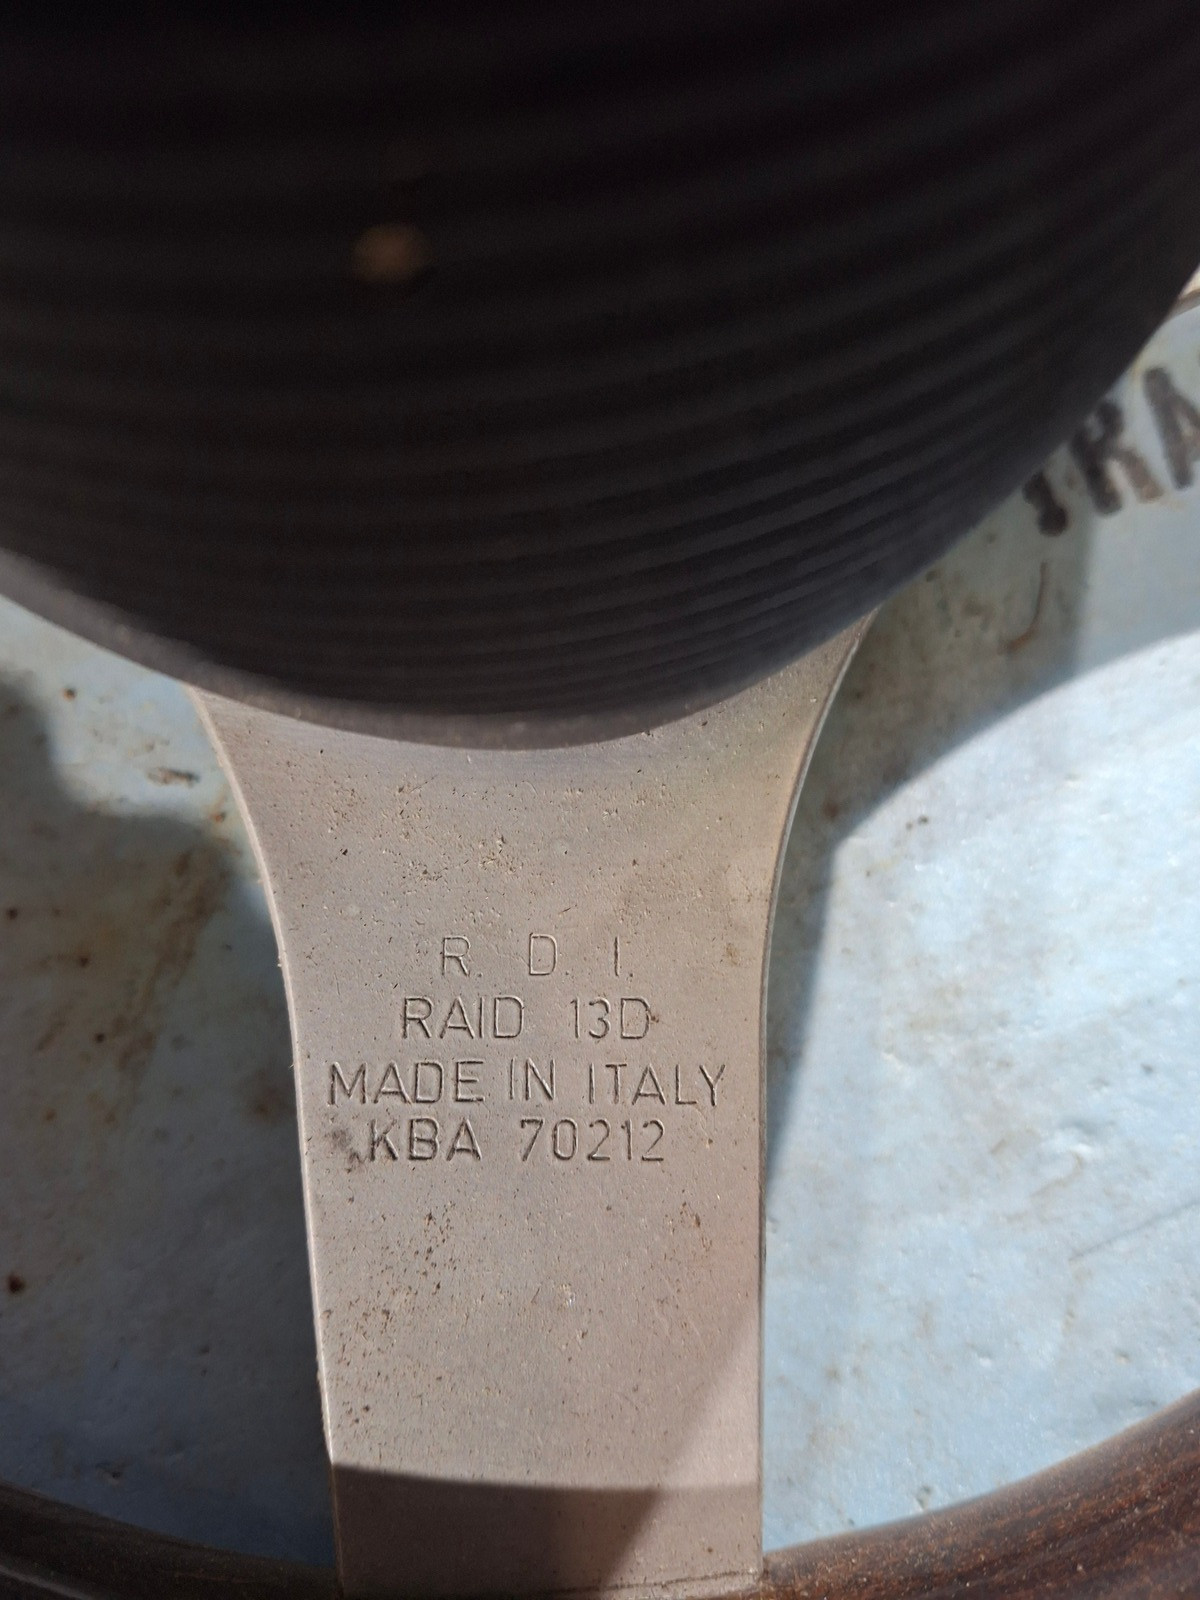 R. D. I.
RAID 13D
MADE IN ITALY
KBA 70212